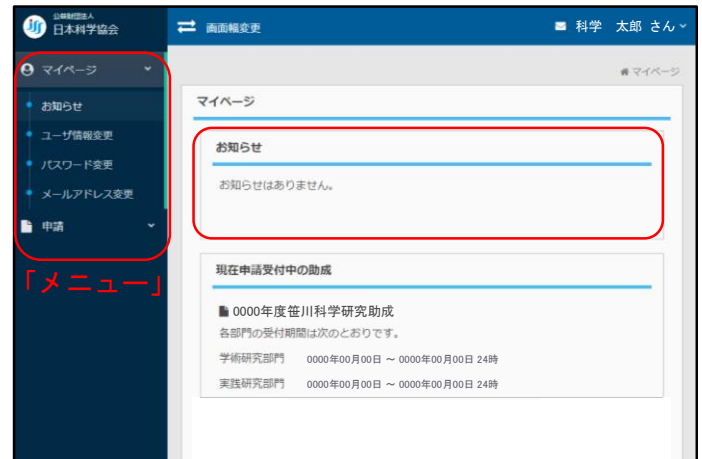 公益財団法人
日本科学協会
画面幅変更
科学 太郎 さん
マイページ
マイページ
お知らせ
ユーザ情報変更
パスワード変更
メールアドレス変更
申請
「メニュー」
マイページ
お知らせ
お知らせはありません。
現在申請受付中の助成
0000年度笹川科学研究助成
各部門の受付期間は次のとおりです。
学術研究部門 0000年00月00日 ～ 0000年00月00日 24時
実践研究部門 0000年00月00日 ～ 0000年00月00日 24時